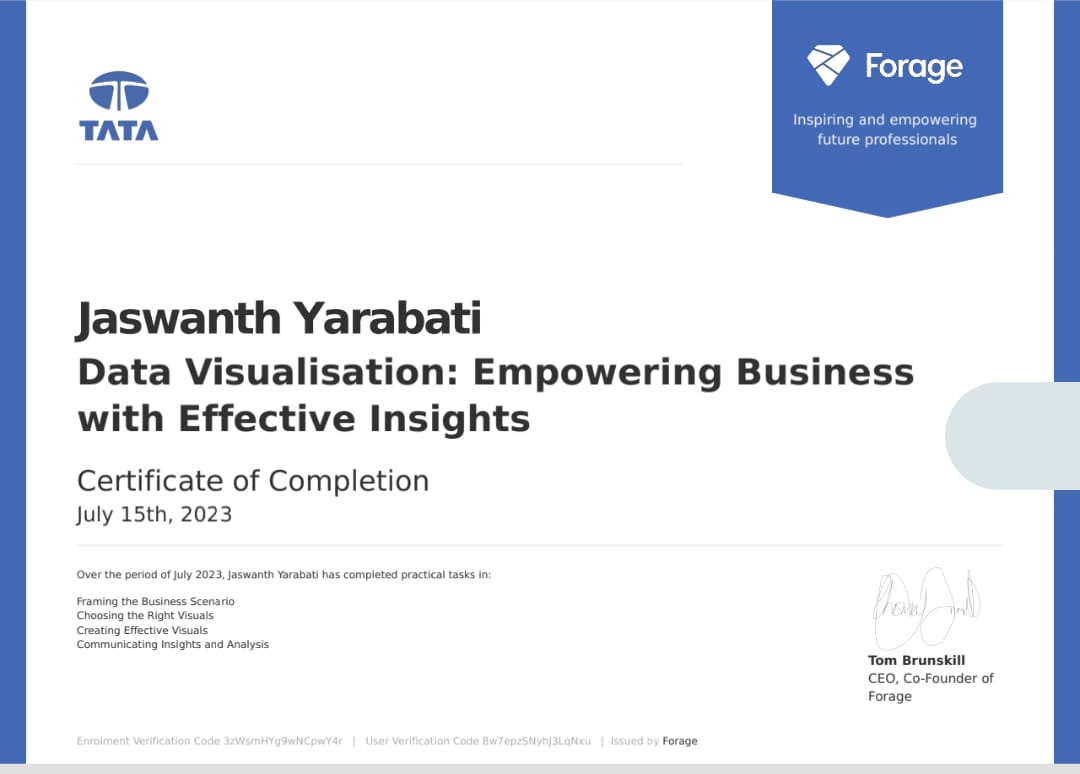 TATA
Forage
Inspiring and empowering
future professionals
Jaswanth Yarabati
Data Visualisation: Empowering Business
with Effective Insights
Certificate of Completion
July 15th, 2023
Over the period of July 2023, Jaswanth Yarabati has completed practical tasks in:
Framing the Business Scenario
Choosing the Right Visuals
Creating Effective Visuals
Communicating Insights and Analysis
Tom Brunskill
CEO, Co-Founder of
Forage
Enrolment Verification Code 3zWsmHYg9wNCpwY4r | User Verification Code 8w7epzSNyhJ3LqNxu | Issued by Forage